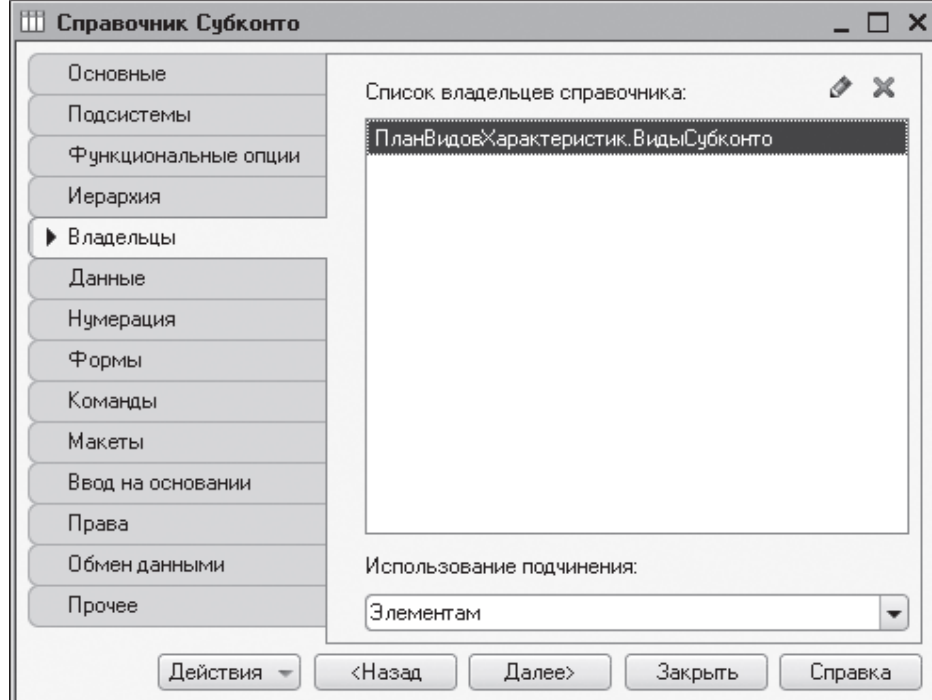 Справочник Субконто
Основные
Подсистемы
Функциональные опции
Иерархия
Владельцы
Данные
Нумерация
Формы
Команды
Макеты
Ввод на основании
Права
Обмен данными
Прочее
Список владельцев справочника:
ПланВидовХарактеристик.ВидыСубконто
Использование подчинения:
Элементам
Действия
<Назад
Далее>
Закрыть
Справка